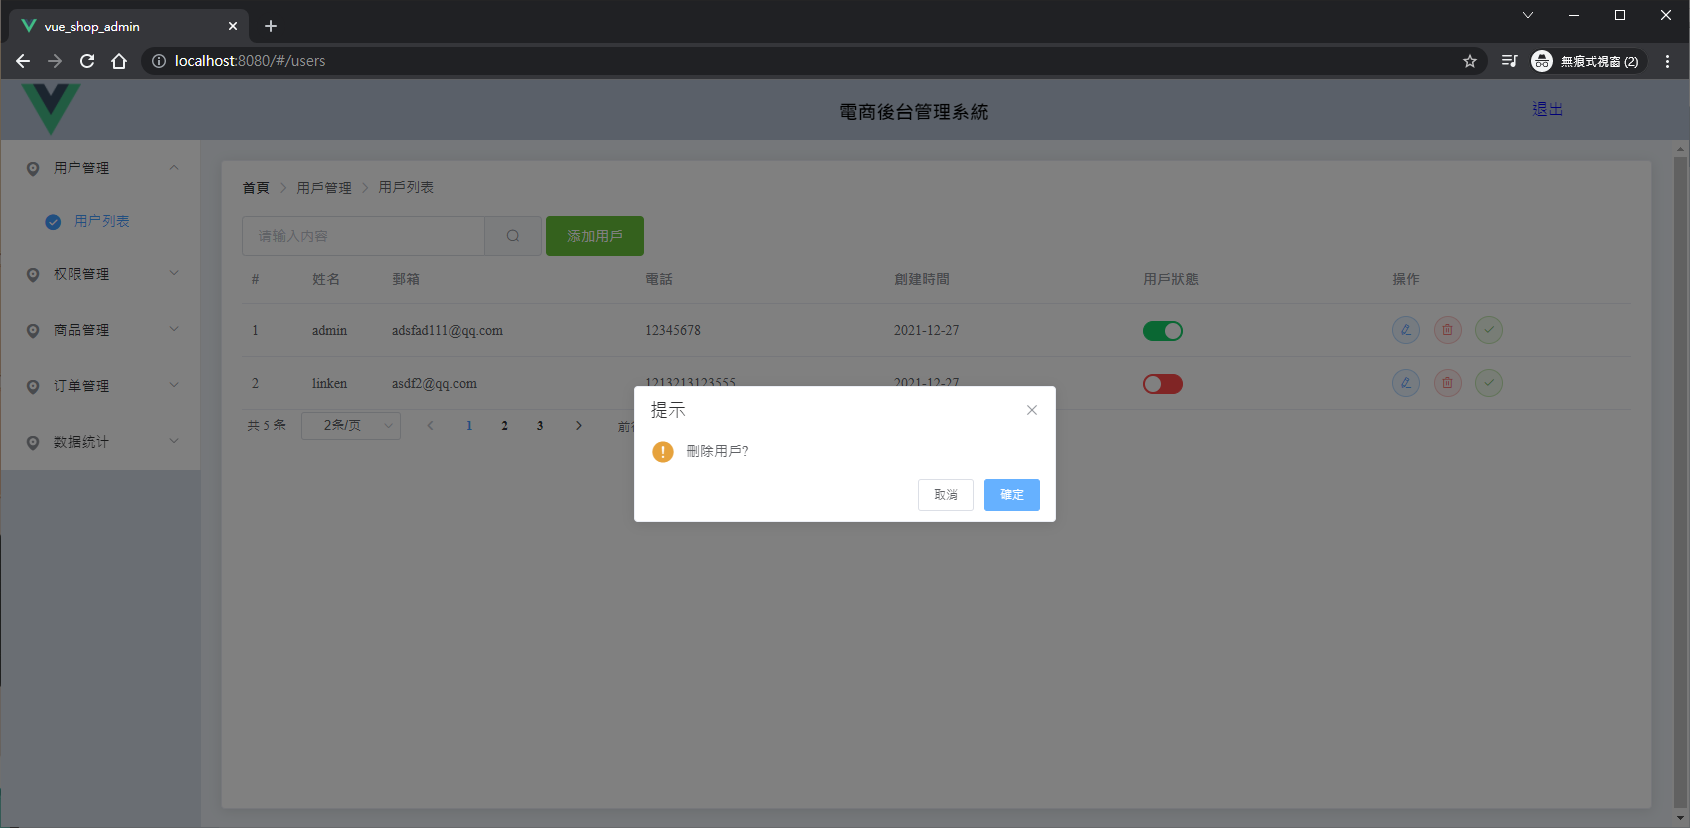 vue_shop_admin
localhost:8080/#/users
無痕式視窗 (2)
電商後台管理系統
退出
用户管理
用户列表
权限管理
商品管理
订单管理
数据统计
首頁 用戶管理 用戶列表
请输入内容 添加用戶
# 姓名 郵箱 電話 創建時間 用戶狀態 操作
1 admin adsfad111@qq.com 12345678 2021-12-27
2 linken asdf2@qq.com 1213213123555 2021-12-27
共 5 条 2条/页 1 2 3 前
提示
刪除用戶?
取消 確定